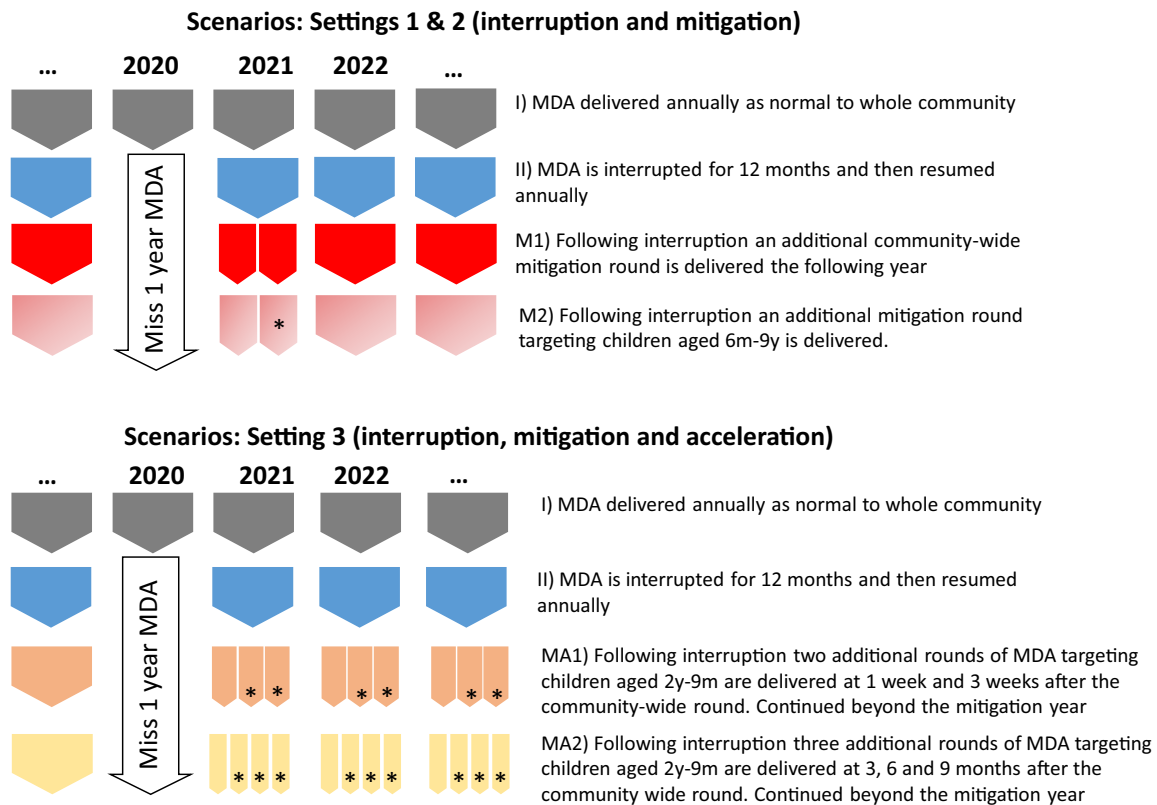 Scenarios: Settings 1 & 2 (interruption and mitigation)
... 2020 2021 2022 ...
I) MDA delivered annually as normal to whole community
Miss 1 year MDA
II) MDA is interrupted for 12 months and then resumed
annually
M1) Following interruption an additional community-wide
mitigation round is delivered the following year
*
M2) Following interruption an additional mitigation round
targeting children aged 6m-9y is delivered.
Scenarios: Setting 3 (interruption, mitigation and acceleration)
... 2020 2021 2022 ...
I) MDA delivered annually as normal to whole community
Miss 1 year MDA
II) MDA is interrupted for 12 months and then resumed
annually
* * * * * *
MA1) Following interruption two additional rounds of MDA targeting
children aged 2y-9m are delivered at 1 week and 3 weeks after the
community-wide round. Continued beyond the mitigation year
* * * * * * * * *
MA2) Following interruption three additional rounds of MDA targeting
children aged 2y-9m are delivered at 3, 6 and 9 months after the
community wide round. Continued beyond the mitigation year